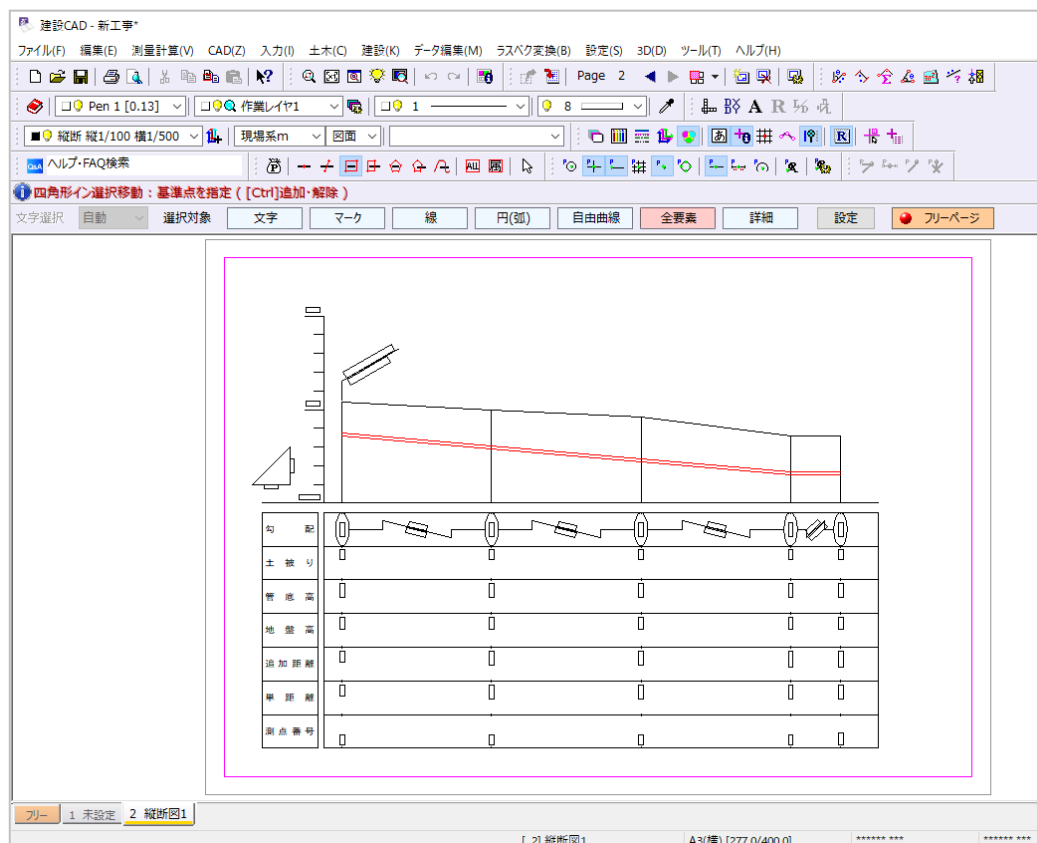 建設CAD - 新工事*
ファイル(F) 編集(E) 測量計算(V) CAD(Z) 入力(I) 土木(C) 建設(K) データ編集(M) ラスベク変換(B) 設定(S) 3D(D) ツール(T) ヘルプ(H)
Page 2
Pen 1 [0.13] 作業レイヤ1 1 8
縦断 縦1/100 横1/500 現場系m 図面
ヘルプ・FAQ検索
四角形イン選択移動：基準点を指定 ( [Ctrl]追加・解除 )
文字選択 自動 選択対象 文字 マーク 線 円(弧) 自由曲線 全要素 詳細 設定 フリーページ
勾配
土被り
管底高
地盤高
追加距離
単距離
測点番号
フリー 1 未設定 2 縦断図1
[ 2] 縦断図1 A3(横) [277.0/400.0] ****** *** ****** ***